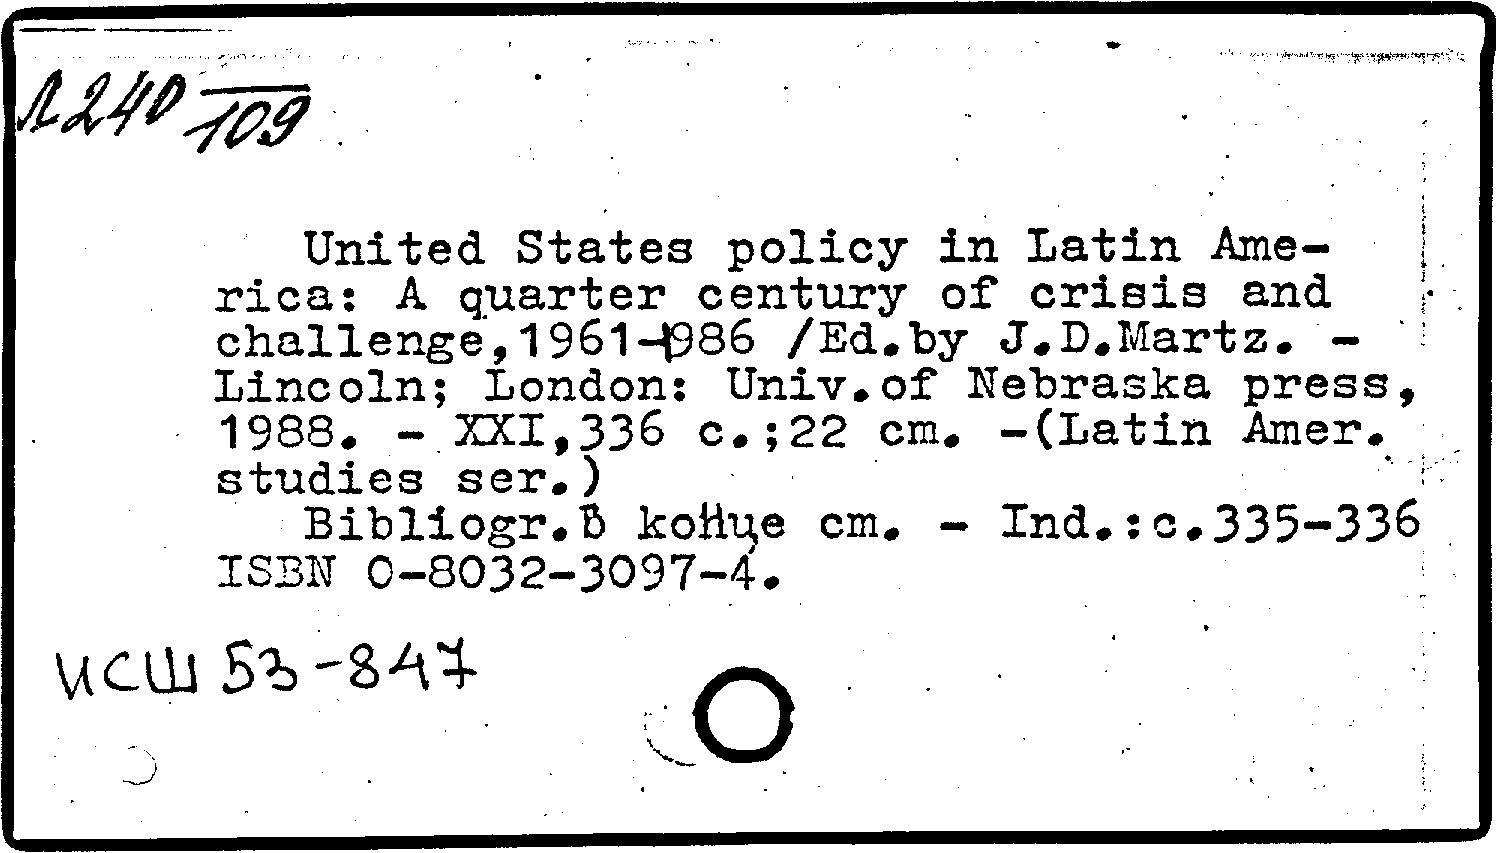 Л240 109
United States policy in Latin Ame-
rica: A quarter century of crisis and
challenge,1961-1986 /Ed.by J.D.Martz. -
Lincoln; London: Univ.of Nebraska press,
1988. - XXI,336 c.;22 cm. -(Latin Amer.
studies ser.)
Bibliogr.В конце cm. - Ind.:c.335-336
ISBN 0-8032-3097-4.
ИСШ 53-847